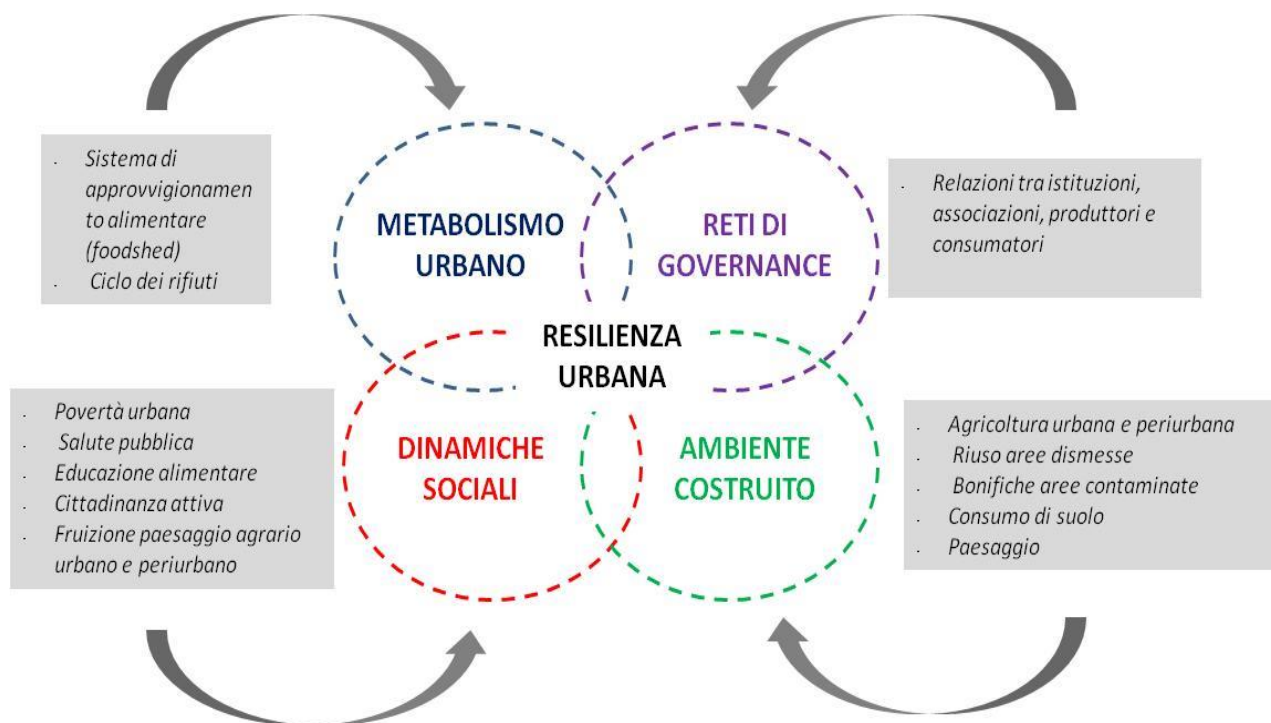 · Sistema di
approvvigionamen
to alimentare
(foodshed)
· Ciclo dei rifiuti
METABOLISMO
URBANO
RETI DI
GOVERNANCE
· Relazioni tra istituzioni,
associazioni, produttori e
consumatori
RESILIENZA
URBANA
· Povertà urbana
· Salute pubblica
· Educazione alimentare
· Cittadinanza attiva
· Fruizione paesaggio agrario
urbano e periurbano
DINAMICHE
SOCIALI
AMBIENTE
COSTRUITO
· Agricoltura urbana e periurbana
· Riuso aree dismesse
· Bonifiche aree contaminate
· Consumo di suolo
· Paesaggio